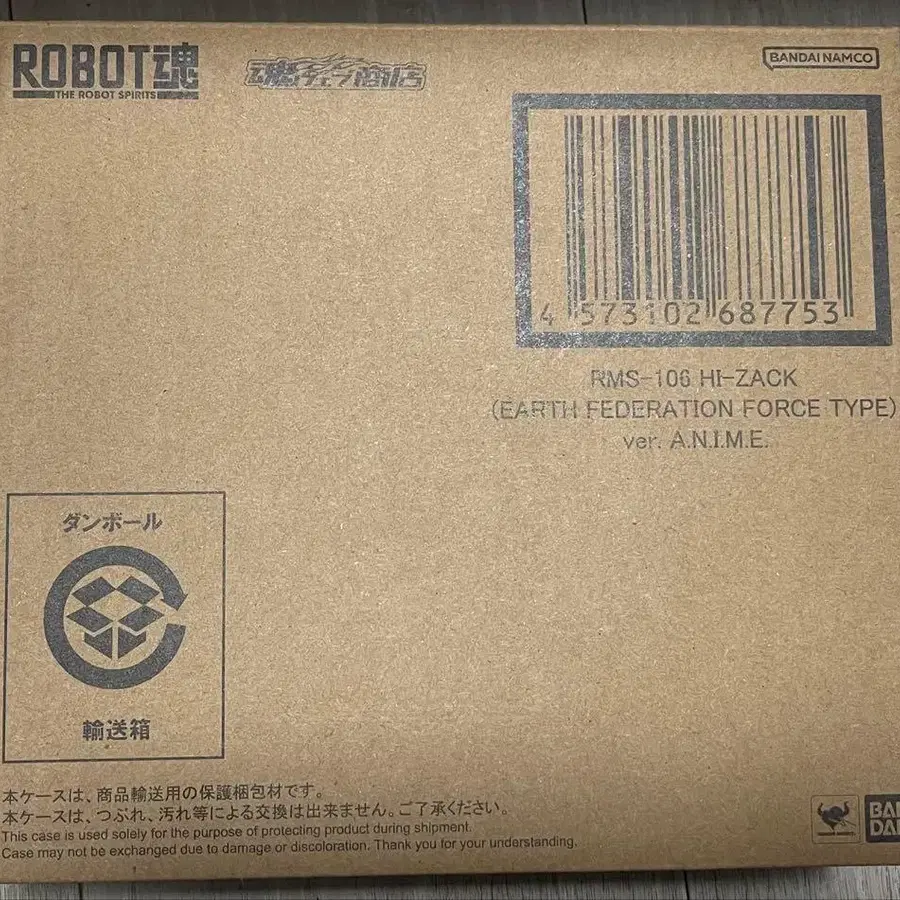 ROBOT魂
THE ROBOT SPIRITS
魂ウェブ商店
BANDAI NAMCO
4 573102 687753
RMS-106 HI-ZACK
(EARTH FEDERATION FORCE TYPE)
ver. A.N.I.M.E.
ダンボール
輸送箱
本ケースは、商品輸送用の保護梱包材です。
本ケースは、つぶれ、汚れ等による交換は出来ません。ご了承ください。
This case is used solely for the purpose of protecting product during shipment.
Case may not be exchanged due to damage or discoloration. Thank you for your understanding.